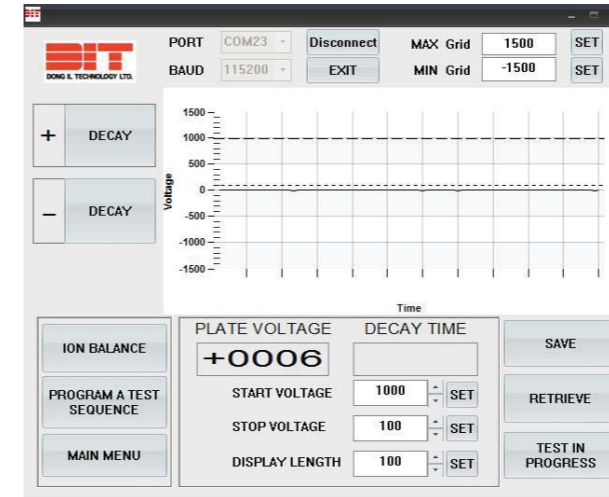 DIT
DONG IL TECHNOLOGY LTD.
PORT COM23 Disconnect MAX Grid 1500 SET
BAUD 115200 EXIT MIN Grid -1500 SET
+ DECAY
- DECAY
Voltage
1500
1000
500
0
-500
-1000
-1500
Time
ION BALANCE
PROGRAM A TEST
SEQUENCE
MAIN MENU
PLATE VOLTAGE DECAY TIME
+0006
START VOLTAGE 1000 SET
STOP VOLTAGE 100 SET
DISPLAY LENGTH 100 SET
SAVE
RETRIEVE
TEST IN
PROGRESS